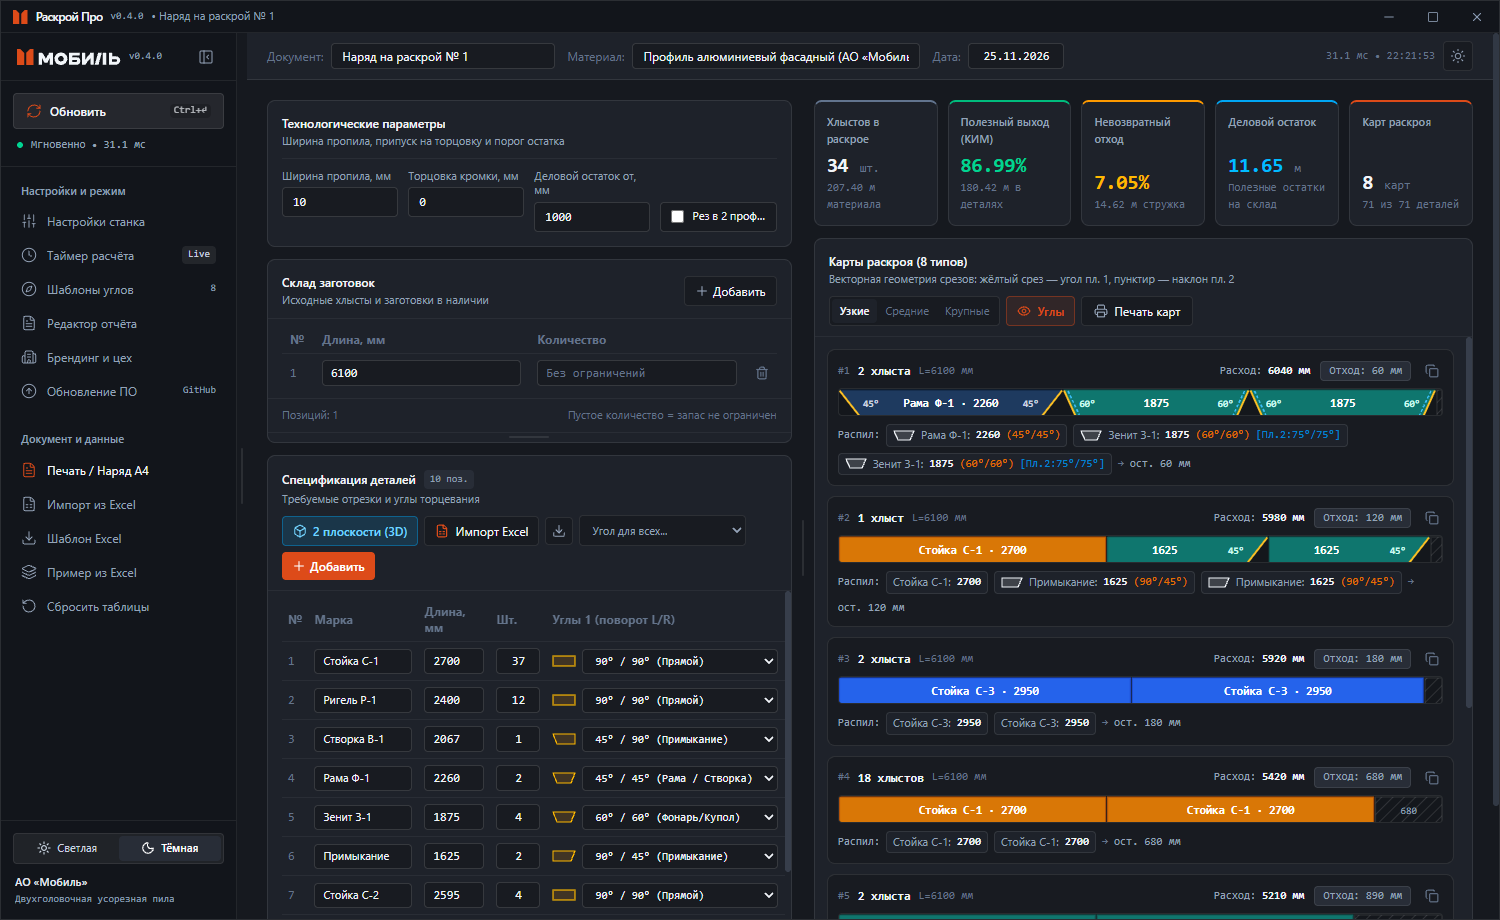 Раскрой Про v0.4.0 • Наряд на раскрой № 1
МОБИЛЬ v0.4.0
Обновить Ctrl+↵
Мгновенно • 31.1 мс
Настройки и режим
Настройки станка
Таймер расчёта Live
Шаблоны углов 8
Редактор отчёта
Брендинг и цех
Обновление ПО GitHub
Документ и данные
Печать / Наряд А4
Импорт из Excel
Шаблон Excel
Пример из Excel
Сбросить таблицы
Светлая Тёмная
АО «Мобиль»
Двухголовочная усорезная пила
Документ: Наряд на раскрой № 1 Материал: Профиль алюминиевый фасадный (АО «Мобиль Дата: 25.11.2026 31.1 мс • 22:21:53
Технологические параметры
Ширина пропила, припуск на торцовку и порог остатка
Ширина пропила, мм
10
Торцовка кромки, мм
0
Деловой остаток от, мм
1000
Рез в 2 проф...
Склад заготовок
Исходные хлысты и заготовки в наличии
Добавить
№ Длина, мм Количество
1 6100 Без ограничений
Позиций: 1 Пустое количество = запас не ограничен
Спецификация деталей 10 поз.
Требуемые отрезки и углы торцевания
2 плоскости (3D) Импорт Excel Угол для всех...
Добавить
№ Марка Длина, мм Шт. Углы 1 (поворот L/R)
1 Стойка С-1 2700 37 90° / 90° (Прямой)
2 Ригель Р-1 2400 12 90° / 90° (Прямой)
3 Створка В-1 2067 1 45° / 90° (Примыкание)
4 Рама Ф-1 2260 2 45° / 45° (Рама / Створка)
5 Зенит З-1 1875 4 60° / 60° (Фонарь/Купол)
6 Примыкание 1625 2 90° / 45° (Примыкание)
7 Стойка С-2 2595 4 90° / 90° (Прямой)
Хлыстов в раскрое
34 шт.
207.40 м материала
Полезный выход (КИМ)
86.99%
180.42 м в деталях
Невозвратный отход
7.05%
14.62 м стружка
Деловой остаток
11.65 м
Полезные остатки на склад
Карт раскроя
8 карт
71 из 71 деталей
Карты раскроя (8 типов)
Векторная геометрия срезов: жёлтый срез — угол пл. 1, пунктир — наклон пл. 2
Узкие Средние Крупные Углы Печать карт
#1 2 хлыста L=6100 мм Расход: 6040 мм Отход: 60 мм
45° Рама Ф-1 · 2260 45° 60° 1875 60° 60° 1875 60°
Распил: Рама Ф-1: 2260 (45°/45°) Зенит З-1: 1875 (60°/60°) [Пл.2:75°/75°]
Зенит З-1: 1875 (60°/60°) [Пл.2:75°/75°] → ост. 60 мм
#2 1 хлыст L=6100 мм Расход: 5980 мм Отход: 120 мм
Стойка С-1 · 2700 1625 45° 1625 45°
Распил: Стойка С-1: 2700 Примыкание: 1625 (90°/45°) Примыкание: 1625 (90°/45°) →
ост. 120 мм
#3 2 хлыста L=6100 мм Расход: 5920 мм Отход: 180 мм
Стойка С-3 · 2950 Стойка С-3 · 2950
Распил: Стойка С-3: 2950 Стойка С-3: 2950 → ост. 180 мм
#4 18 хлыстов L=6100 мм Расход: 5420 мм Отход: 680 мм
Стойка С-1 · 2700 Стойка С-1 · 2700 680
Распил: Стойка С-1: 2700 Стойка С-1: 2700 → ост. 680 мм
#5 2 хлыста L=6100 мм Расход: 5210 мм Отход: 890 мм